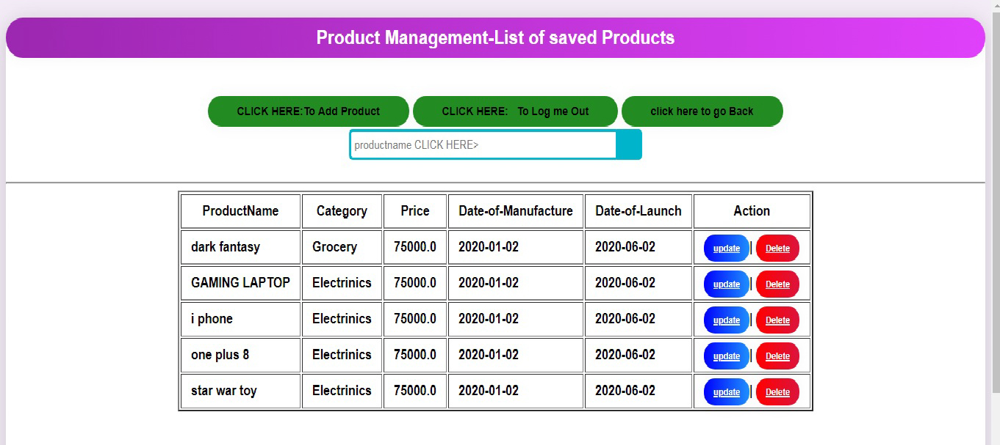 Product Management-List of saved Products
CLICK HERE:To Add Product CLICK HERE: To Log me Out click here to go Back
productname CLICK HERE>
ProductName Category Price Date-of-Manufacture Date-of-Launch Action
dark fantasy Grocery 75000.0 2020-01-02 2020-06-02 update | Delete
GAMING LAPTOP Electrinics 75000.0 2020-01-02 2020-06-02 update | Delete
i phone Electrinics 75000.0 2020-01-02 2020-06-02 update | Delete
one plus 8 Electrinics 75000.0 2020-01-02 2020-06-02 update | Delete
star war toy Electrinics 75000.0 2020-01-02 2020-06-02 update | Delete